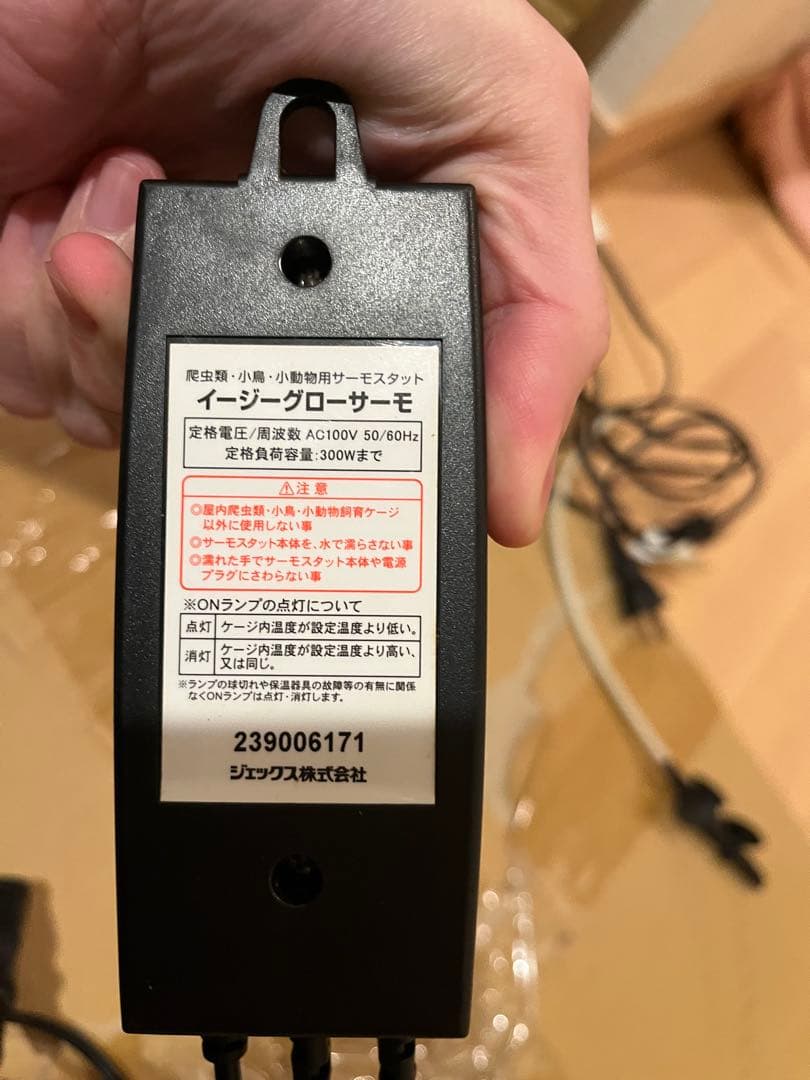 爬虫類・小鳥・小動物用サーモスタット
イージーグローサーモ
定格電圧/周波数 AC100V 50/60Hz
定格負荷容量:300Wまで
⚠注意
◎屋内爬虫類・小鳥・小動物飼育ケージ
以外に使用しない事
◎サーモスタット本体を、水で濡らさない事
◎濡れた手でサーモスタット本体や電源
プラグにさわらない事
※ONランプの点灯について
点灯 ケージ内温度が設定温度より低い。
消灯 ケージ内温度が設定温度より高い、
又は同じ。
※ランプの球切れや保温器具の故障等の有無に関係
なくONランプは点灯・消灯します。
239006171
ジェックス株式会社